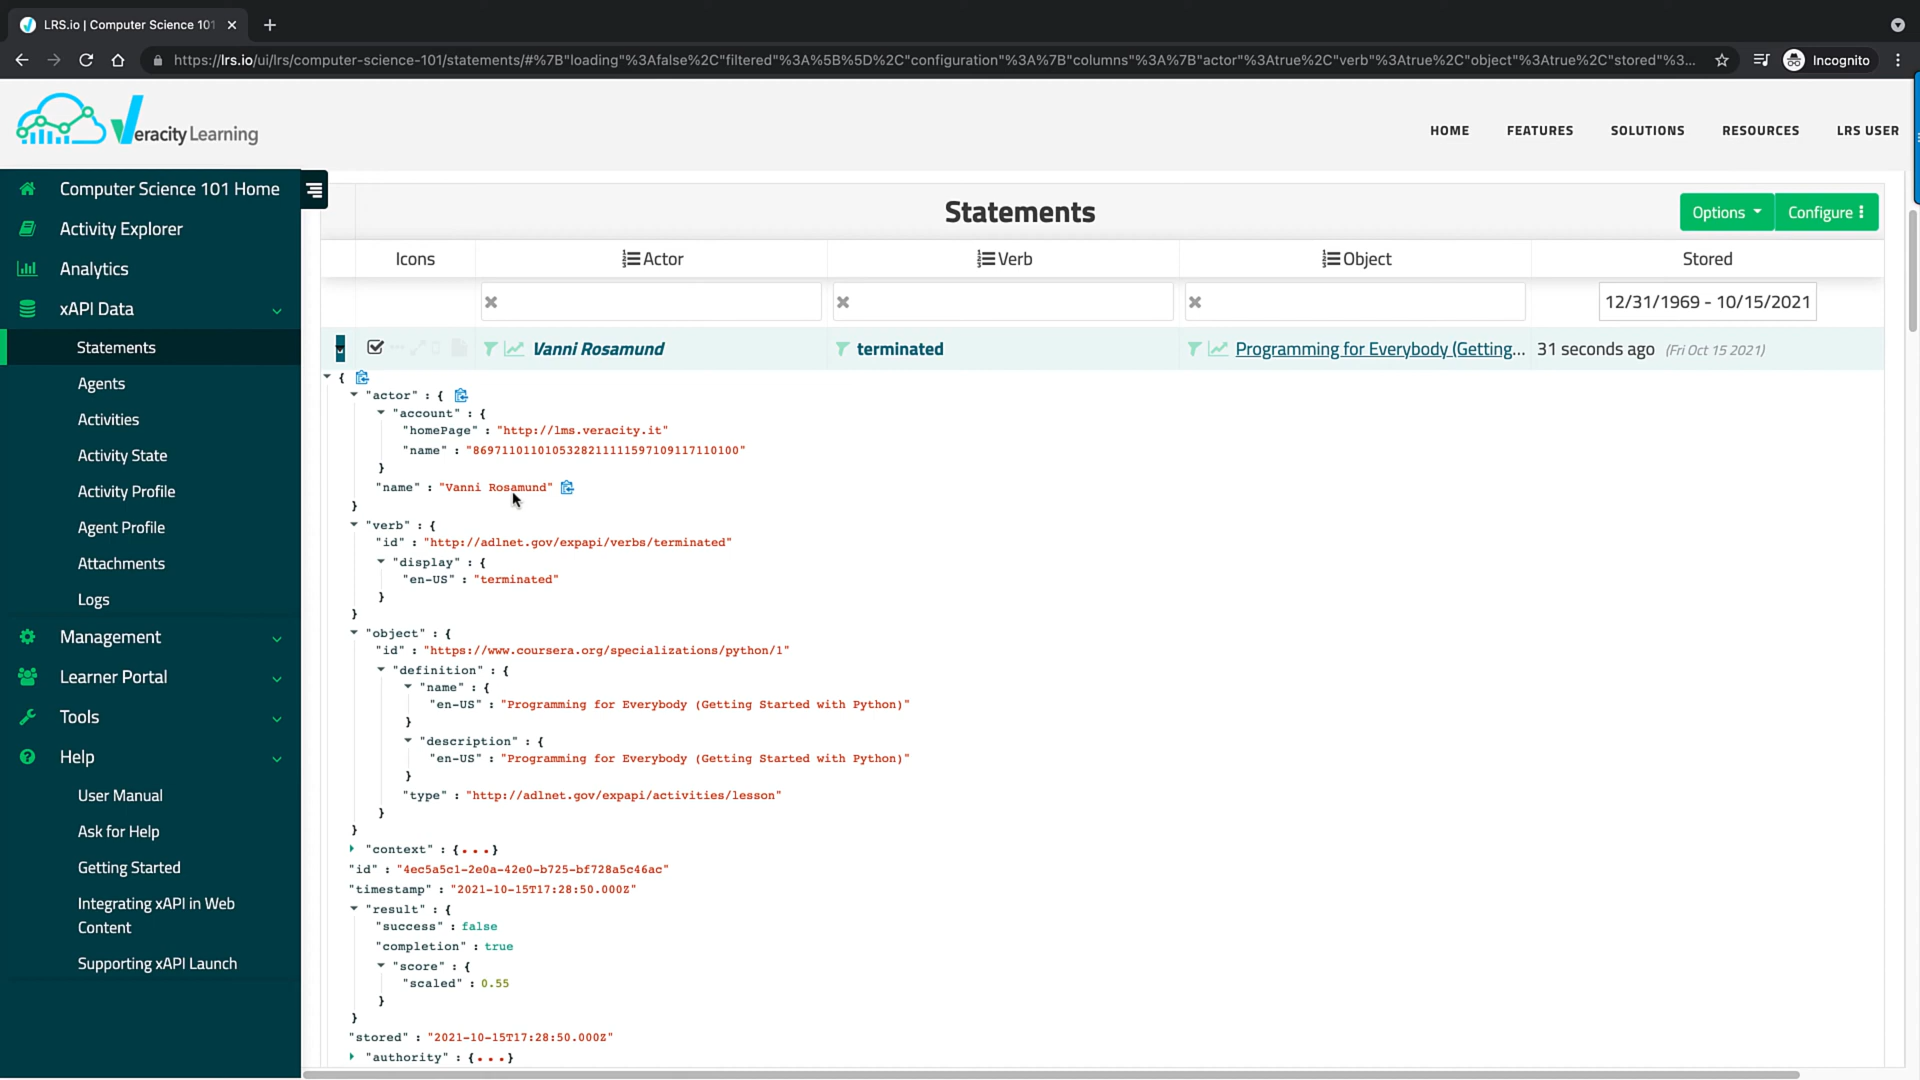 LRS.io | Computer Science 101
https://lrs.io/ui/lrs/computer-science-101/statements/#%7B"loading"%3Afalse%2C"filtered"%3A%5B%5D%2C"configuration"%3A%7B"columns"%3A%7B"actor"%3Atrue%2C"verb"%3Atrue%2C"object"%3Atrue%2C"stored"%3...
Incognito
Veracity Learning
HOME FEATURES SOLUTIONS RESOURCES LRS USER
Computer Science 101 Home
Activity Explorer
Analytics
xAPI Data
Statements
Agents
Activities
Activity State
Activity Profile
Agent Profile
Attachments
Logs
Management
Learner Portal
Tools
Help
User Manual
Ask for Help
Getting Started
Integrating xAPI in Web
Content
Supporting xAPI Launch
Statements
Options Configure
Icons Actor Verb Object Stored
12/31/1969 - 10/15/2021
Vanni Rosamund terminated Programming for Everybody (Getting... 31 seconds ago (Fri Oct 15 2021)
{
"actor" : {
"account" : {
"homePage" : "http://lms.veracity.it"
}
"name" : "Vanni Rosamund"
}
"verb" : {
"id" : "http://adlnet.gov/expapi/verbs/terminated"
"display" : {
"en-US" : "terminated"
}
}
"object" : {
"id" : "https://www.coursera.org/specializations/python/1"
"definition" : {
"name" : {
"en-US" : "Programming for Everybody (Getting Started with Python)"
}
"description" : {
"en-US" : "Programming for Everybody (Getting Started with Python)"
}
"type" : "http://adlnet.gov/expapi/activities/lesson"
}
}
"context" : {...}
"id" : "4ec5a5c1-2e0a-42e0-b725-bf728a5c46ac"
"timestamp" : "2021-10-15T17:28:50.000Z"
"result" : {
"success" : false
"completion" : true
"score" : {
"scaled" : 0.55
}
}
"stored" : "2021-10-15T17:28:50.000Z"
"authority" : {...}